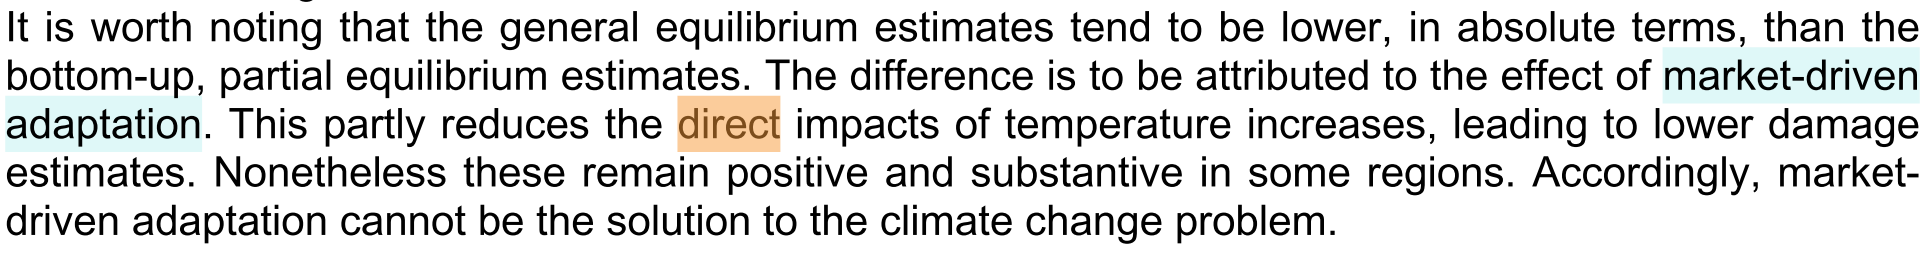 It is worth noting that the general equilibrium estimates tend to be lower, in absolute terms, than the
bottom-up, partial equilibrium estimates. The difference is to be attributed to the effect of market-driven
adaptation. This partly reduces the direct impacts of temperature increases, leading to lower damage
estimates. Nonetheless these remain positive and substantive in some regions. Accordingly, market-
driven adaptation cannot be the solution to the climate change problem.